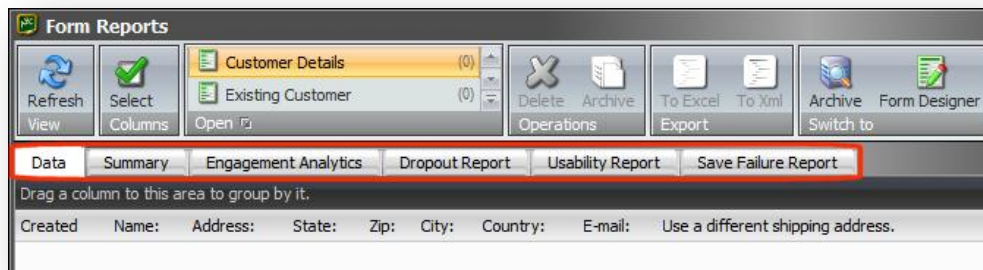 Form Reports
Customer Details (0)
Existing Customer (0)
Refresh Select Delete Archive To Excel To Xml Archive Form Designer
View Columns Open Operations Export Switch to
Data Summary Engagement Analytics Dropout Report Usability Report Save Failure Report
Drag a column to this area to group by it.
Created Name: Address: State: Zip: City: Country: E-mail: Use a different shipping address.